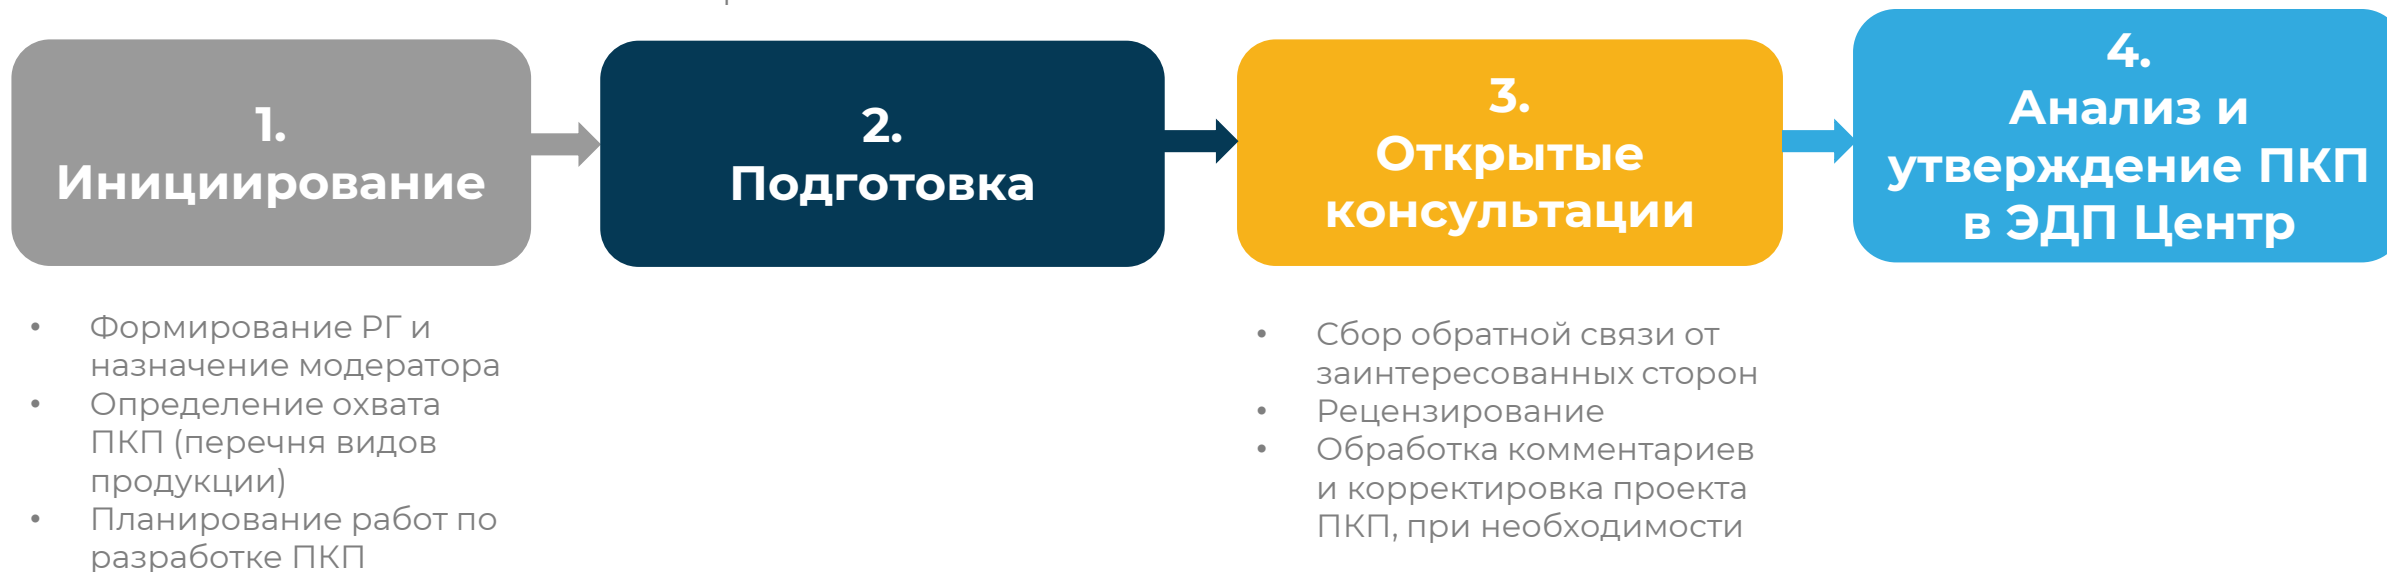 1.
Инициирование
2.
Подготовка
3.
Открытые
консультации
4.
Анализ и
утверждение ПКП
в ЭДП Центр
• Формирование РГ и
назначение модератора
• Определение охвата
ПКП (перечня видов
продукции)
• Планирование работ по
разработке ПКП
• Сбор обратной связи от
заинтересованных сторон
• Рецензирование
• Обработка комментариев
и корректировка проекта
ПКП, при необходимости